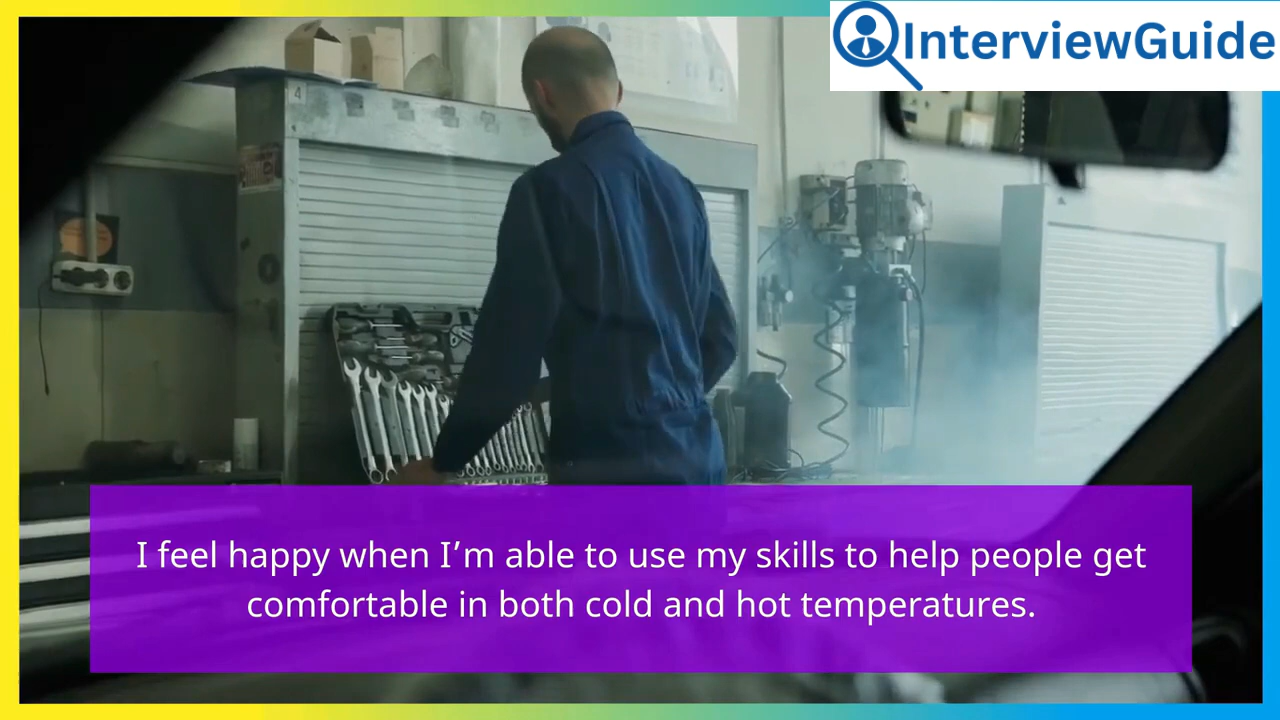 InterviewGuide
4
I feel happy when I’m able to use my skills to help people get
comfortable in both cold and hot temperatures.